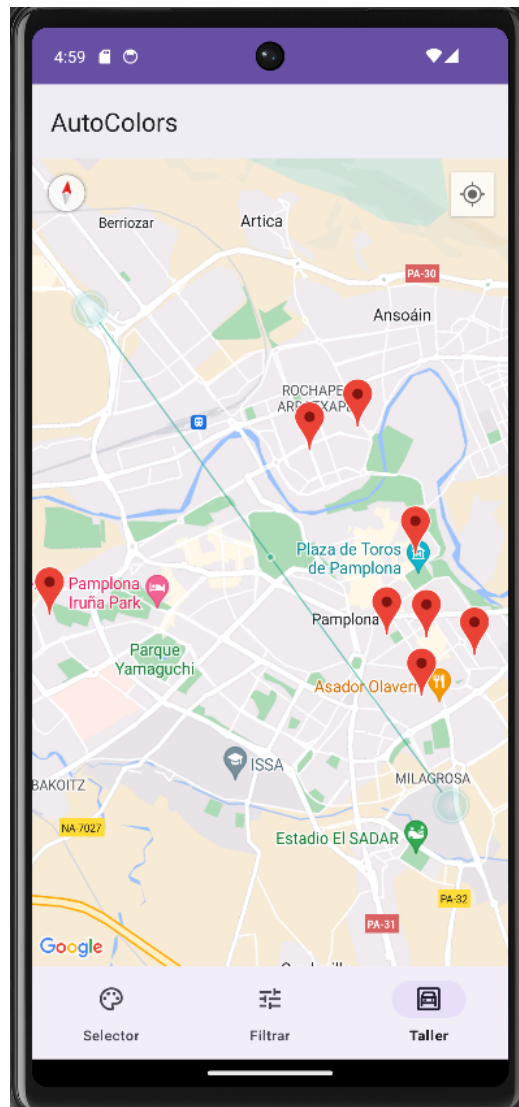 4:59
AutoColors
Berriozar
Artica
PA-30
Ansoáin
ROCHAPEA
Plaza de Toros
de Pamplona
Pamplona
Iruña Park
Pamplona
Parque
Yamaguchi
Asador Olaverri
ISSA
BAKOITZ
MILAGROSA
NA-7027
Estadio El SADAR
PA-32
PA-31
Google
Selector
Filtrar
Taller